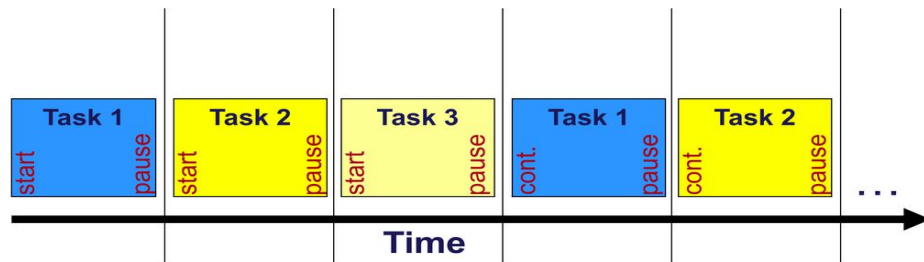 Task 1
start
pause
Task 2
start
pause
Task 3
start
pause
Task 1
cont.
pause
Task 2
cont.
pause
...
Time